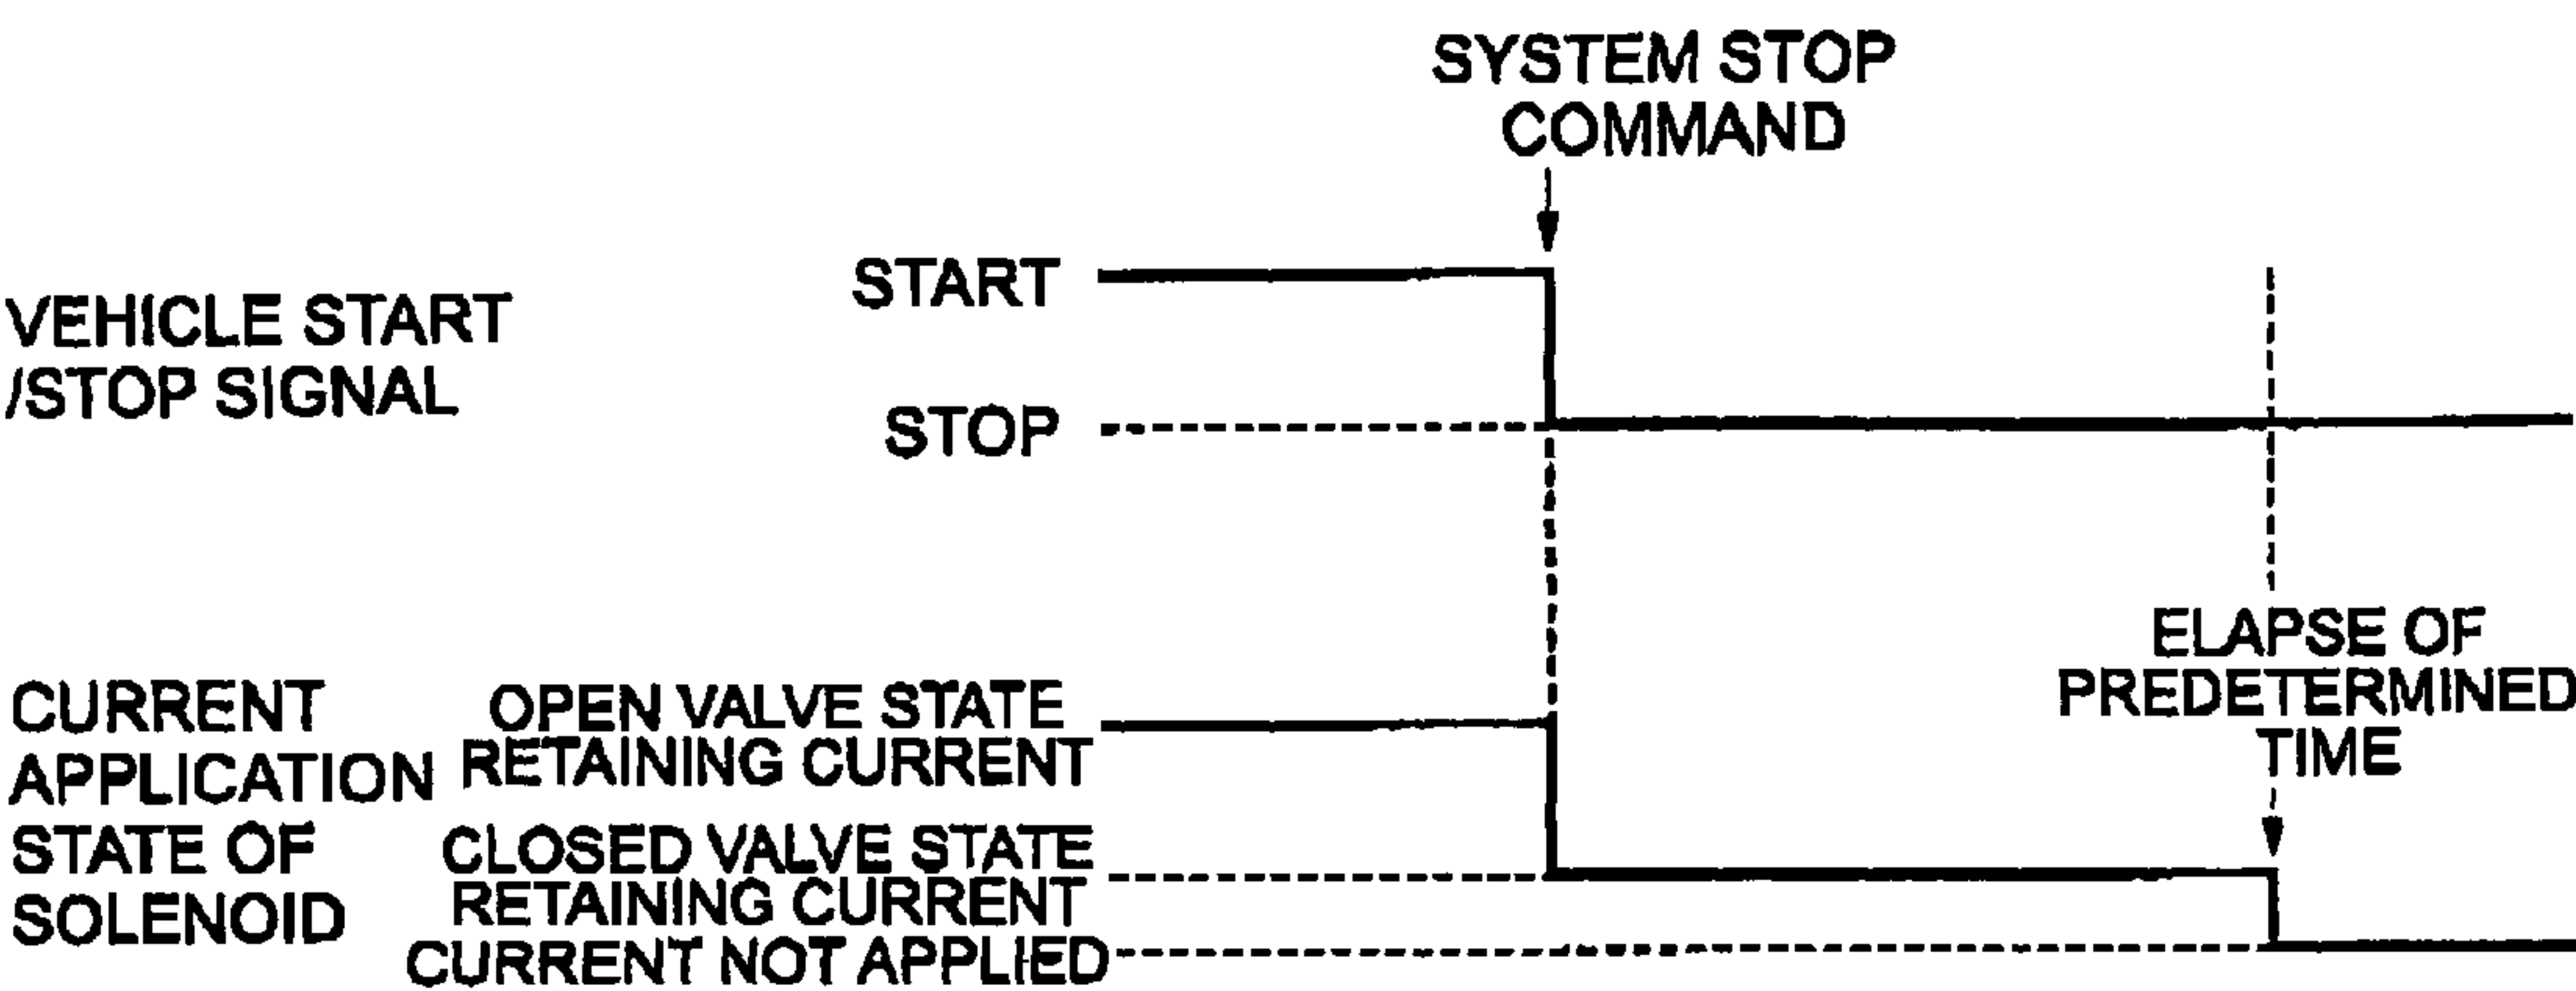 SYSTEM STOP
COMMAND
VEHICLE START
/STOP SIGNAL
START
STOP
ELAPSE OF
PREDETERMINED
TIME
CURRENT
APPLICATION
STATE OF
SOLENOID
OPEN VALVE STATE
RETAINING CURRENT
CLOSED VALVE STATE
RETAINING CURRENT
CURRENT NOT APPLIED